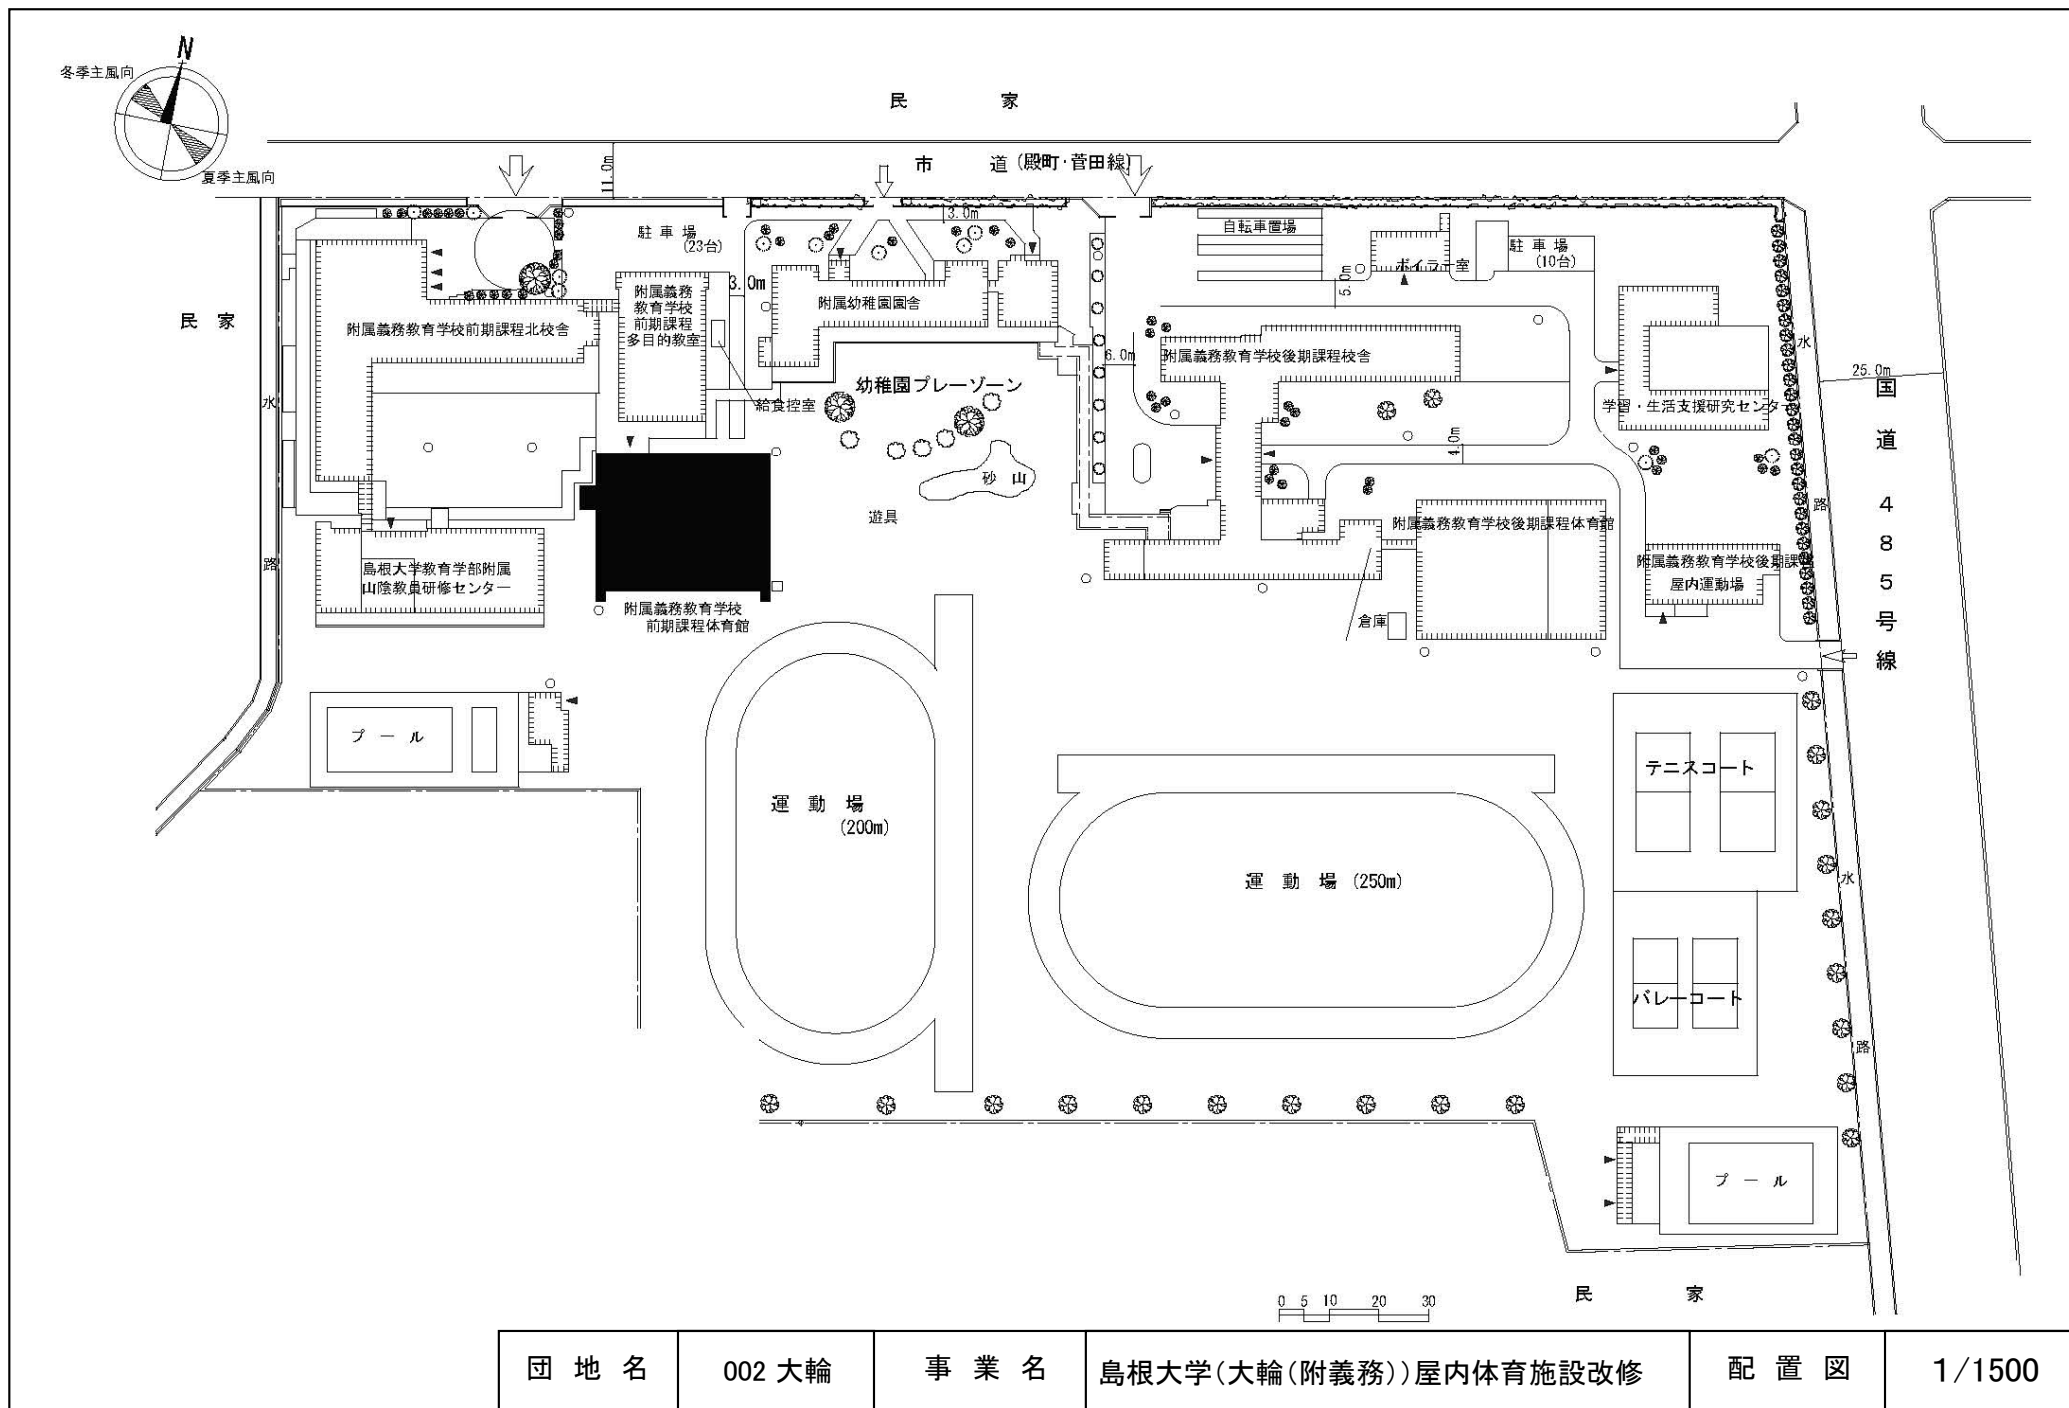 N
冬季主風向
夏季主風向
民 家
11.0m
市 道 (殿町・菅田線)
駐 車 場
(23台)
3.0m
自転車置場
ボイラー室
駐 車 場
(10台)
5.0m
3.0m
民 家
附属義務教育学校前期課程北校舎
附属義務
教育学校
前期課程
多目的教室
附属幼稚園園舎
6.0m
附属義務教育学校後期課程校舎
水
路
25.0m
国道485号線
幼稚園プレーゾーン
給食控室
学習・生活支援研究センター
4.0m
水
路
砂 山
遊具
附属義務教育学校後期課程体育館
島根大学教育学部附属
山陰教員研修センター
附属義務教育学校後期課程
屋内運動場
附属義務教育学校
前期課程体育館
倉庫
プ ー ル
テニスコート
運 動 場
(200m)
運 動 場 (250m)
水
路
バレーコート
プ ー ル
民 家
0 5 10 20 30
団 地 名 002 大輪 事 業 名 島根大学(大輪(附義務))屋内体育施設改修 配 置 図 1/1500